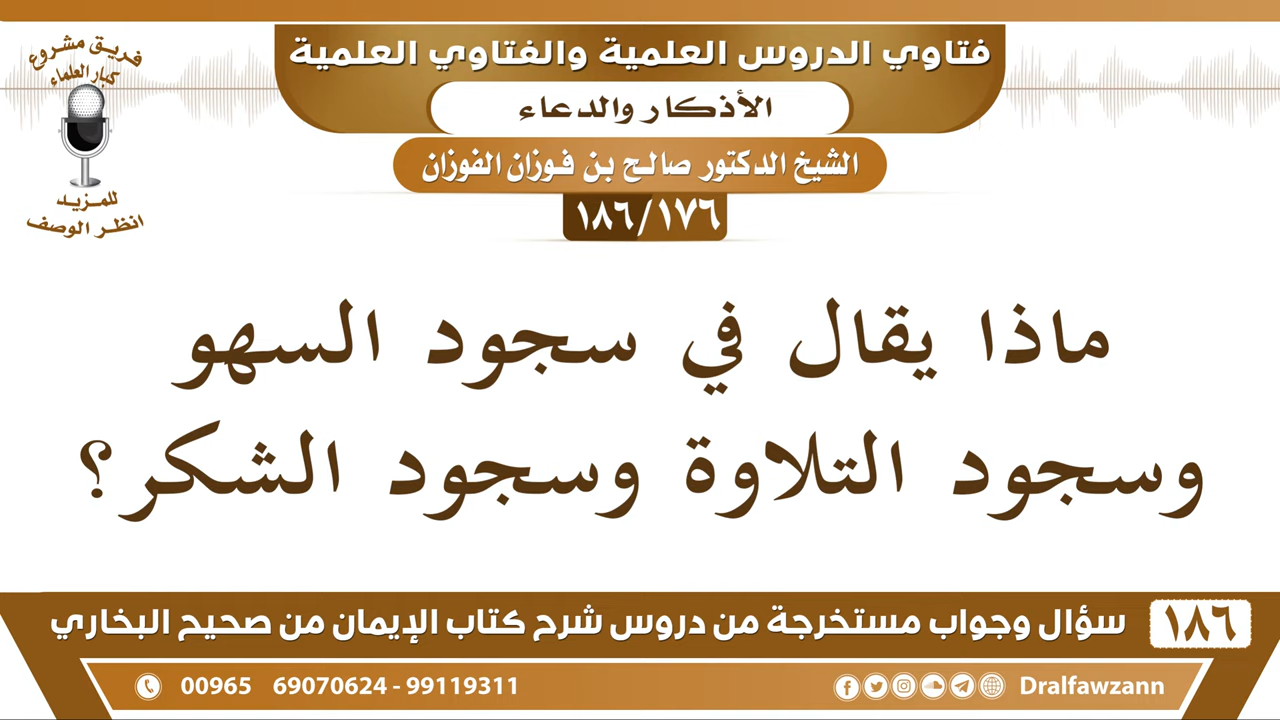 فريق مشروع
كبار العلماء
للمزيد
انظر الوصف
فتاوي الدروس العلمية والفتاوي العلمية
الأذكار والدعاء
الشيخ الدكتور صالح بن فوزان الفوزان
١٨٦/١٧٦
ماذا يقال في سجود السهو
وسجود التلاوة وسجود الشكر؟
١٨٦ سؤال وجواب مستخرجة من دروس شرح كتاب الإيمان من صحيح البخاري
00965 69070624 - 99119311
Dralfawzann